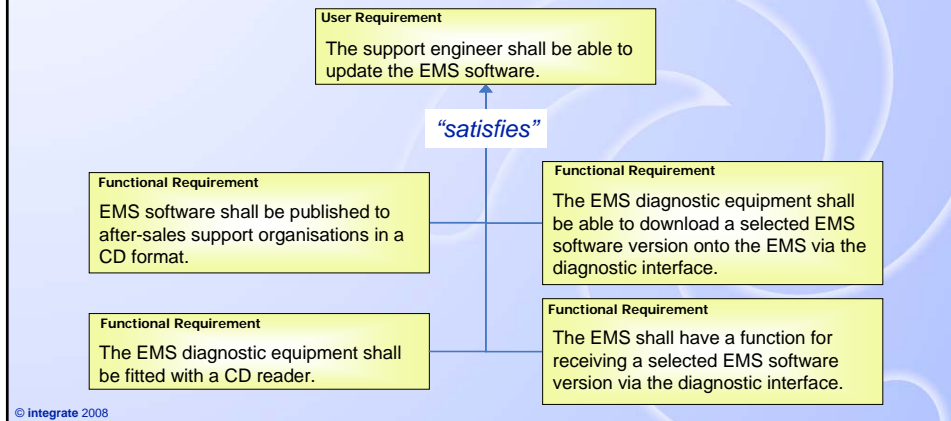 User Requirement
The support engineer shall be able to
update the EMS software.
“satisfies”
Functional Requirement
EMS software shall be published to
after-sales support organisations in a
CD format.
Functional Requirement
The EMS diagnostic equipment shall
be able to download a selected EMS
software version onto the EMS via the
diagnostic interface.
Functional Requirement
The EMS diagnostic equipment shall
be fitted with a CD reader.
Functional Requirement
The EMS shall have a function for
receiving a selected EMS software
version via the diagnostic interface.
© integrate 2008